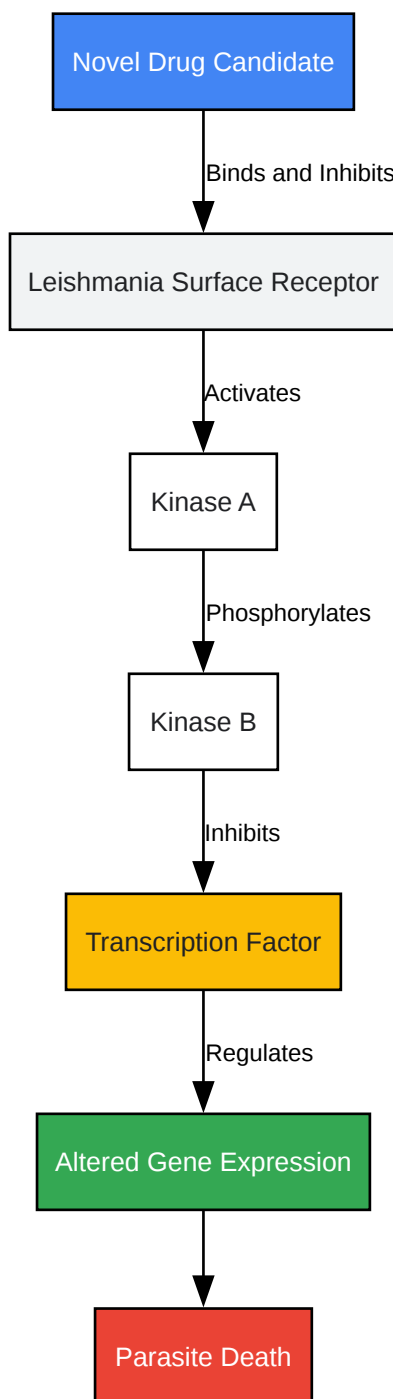 Novel Drug Candidate
Binds and Inhibits
Leishmania Surface Receptor
Activates
Kinase A
Phosphorylates
Kinase B
Inhibits
Transcription Factor
Regulates
Altered Gene Expression
Parasite Death